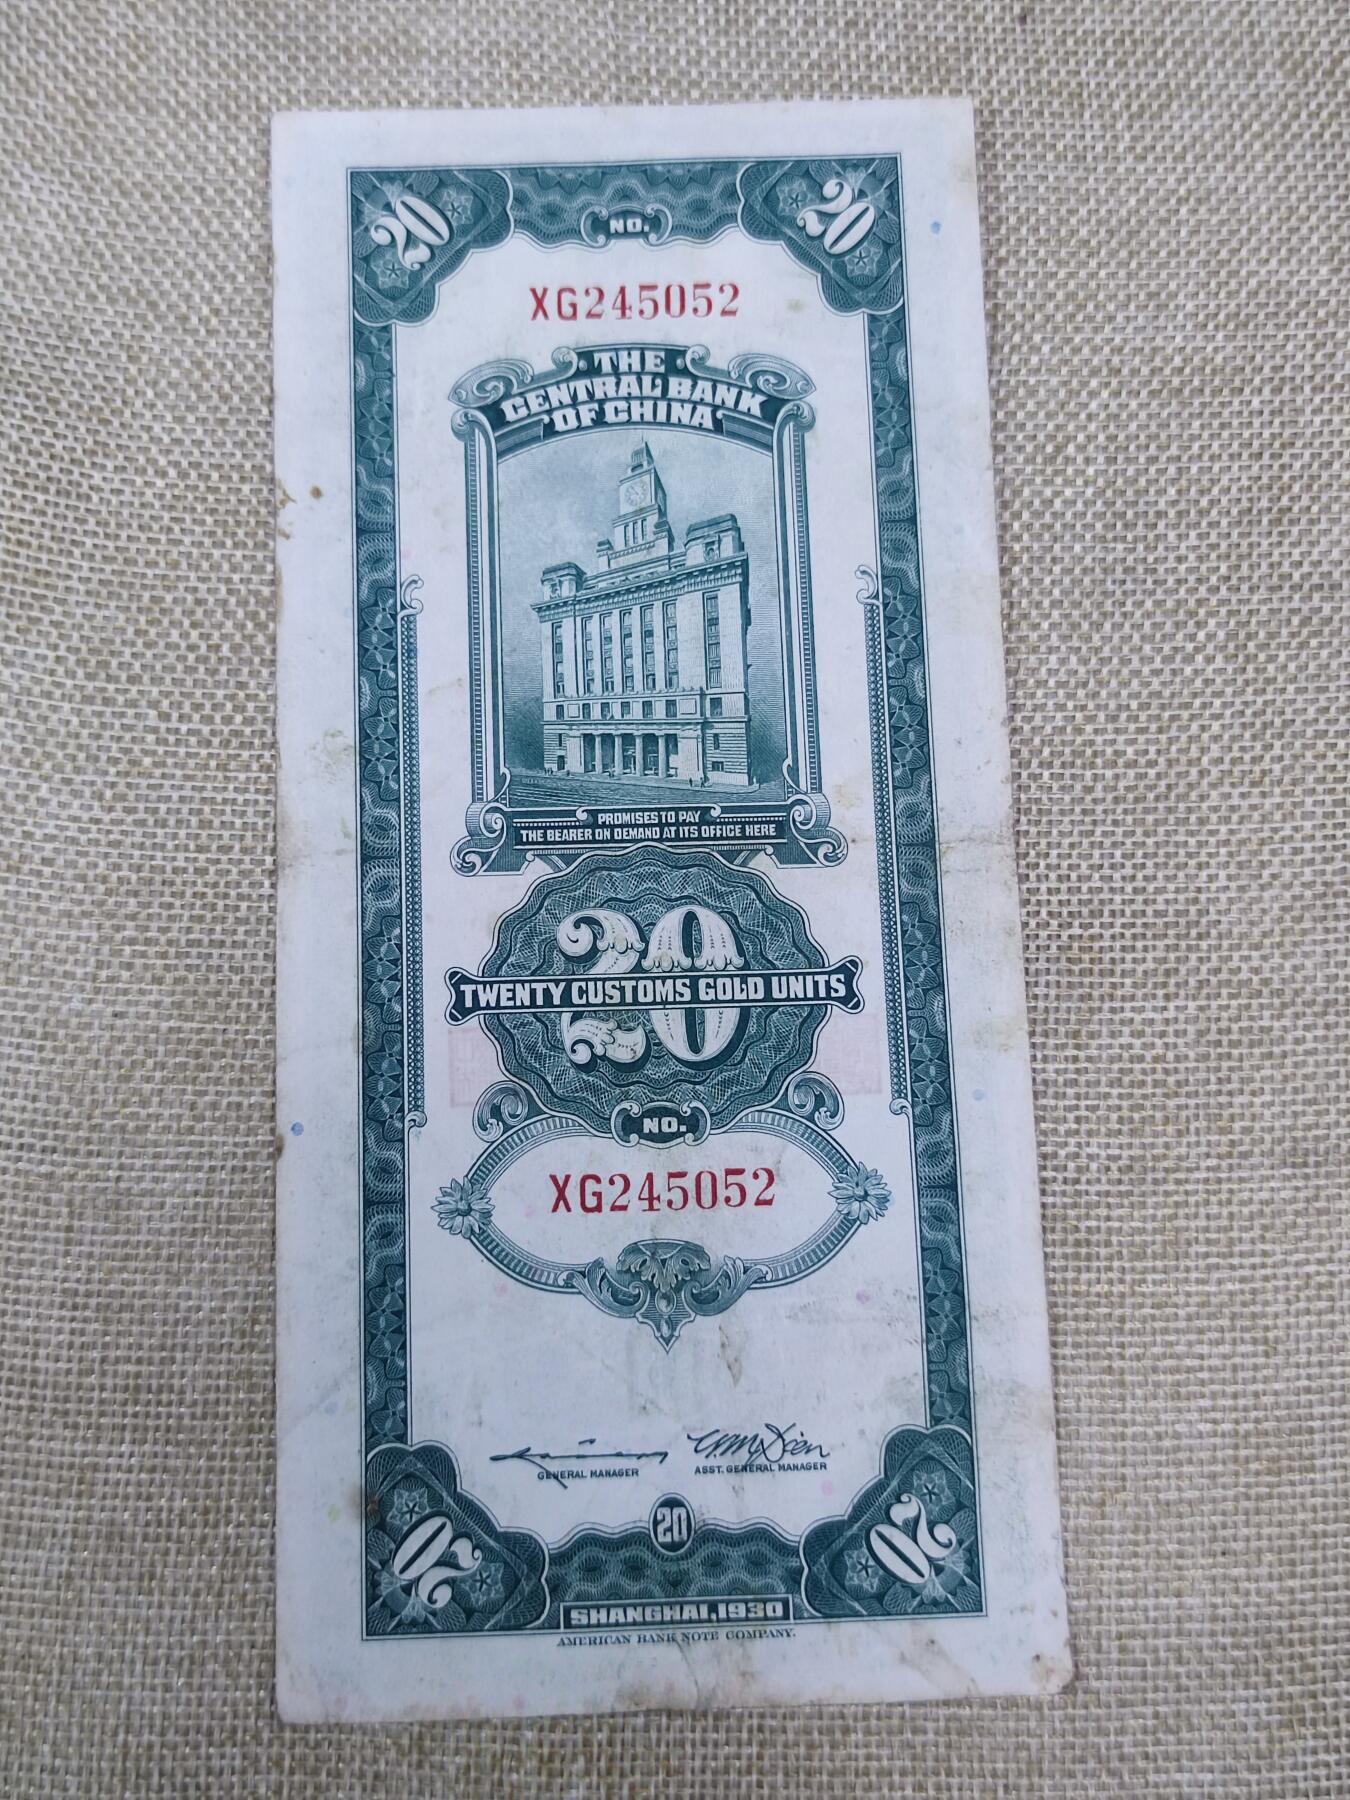 20
NO.
20
XG245052
THE
CENTRAL BANK
OF CHINA
PROMISES TO PAY
THE BEARER ON DEMAND AT ITS OFFICE HERE
20
TWENTY CUSTOMS GOLD UNITS
NO.
XG245052
GENERAL MANAGER
ASST. GENERAL MANAGER
20
20
20
SHANGHAI, 1930
AMERICAN BANK NOTE COMPANY.